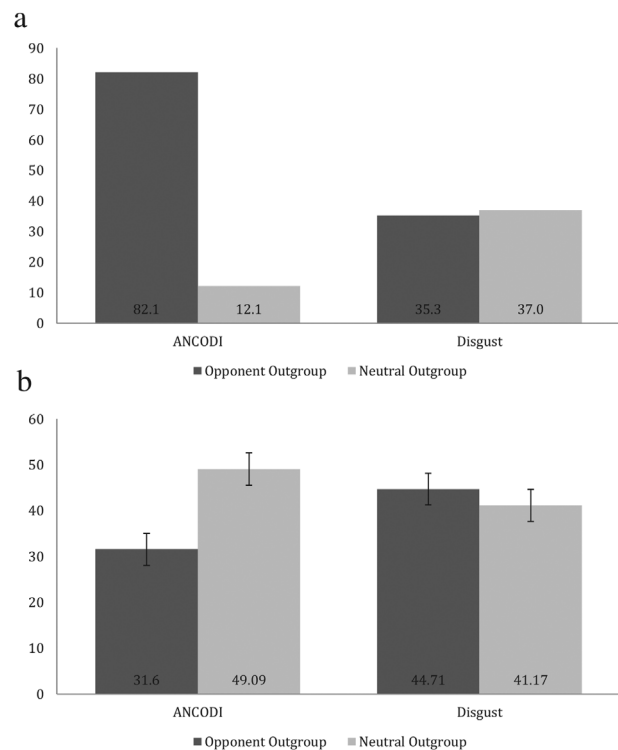 a
90
80
70
60
50
40
30
20
10
0
82.1 12.1 35.3 37.0
ANCODI Disgust
Opponent Outgroup Neutral Outgroup
b
60
50
40
30
20
10
0
31.6 49.09 44.71 41.17
ANCODI Disgust
Opponent Outgroup Neutral Outgroup